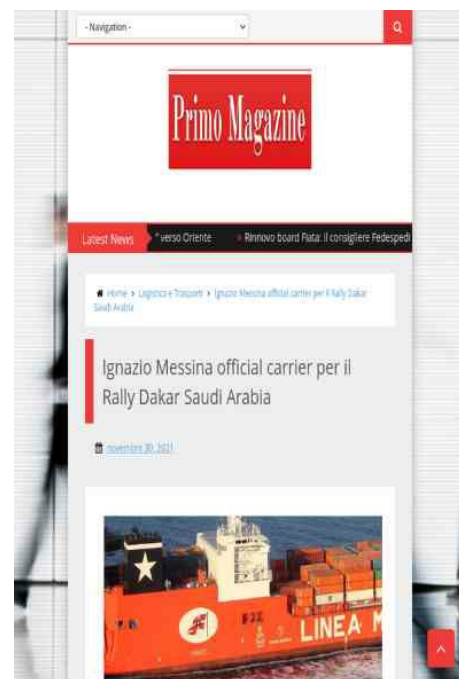 - Navigation -
Primo Magazine
Latest News " verso Oriente » Rinnovo board Fiata: il consigliere Fedespedi
Home > Logistica e Trasporti > Ignazio Messina official carrier per il Rally Dakar
Saudi Arabia
Ignazio Messina official carrier per il
Rally Dakar Saudi Arabia
novembre 30, 2021
LINEA M